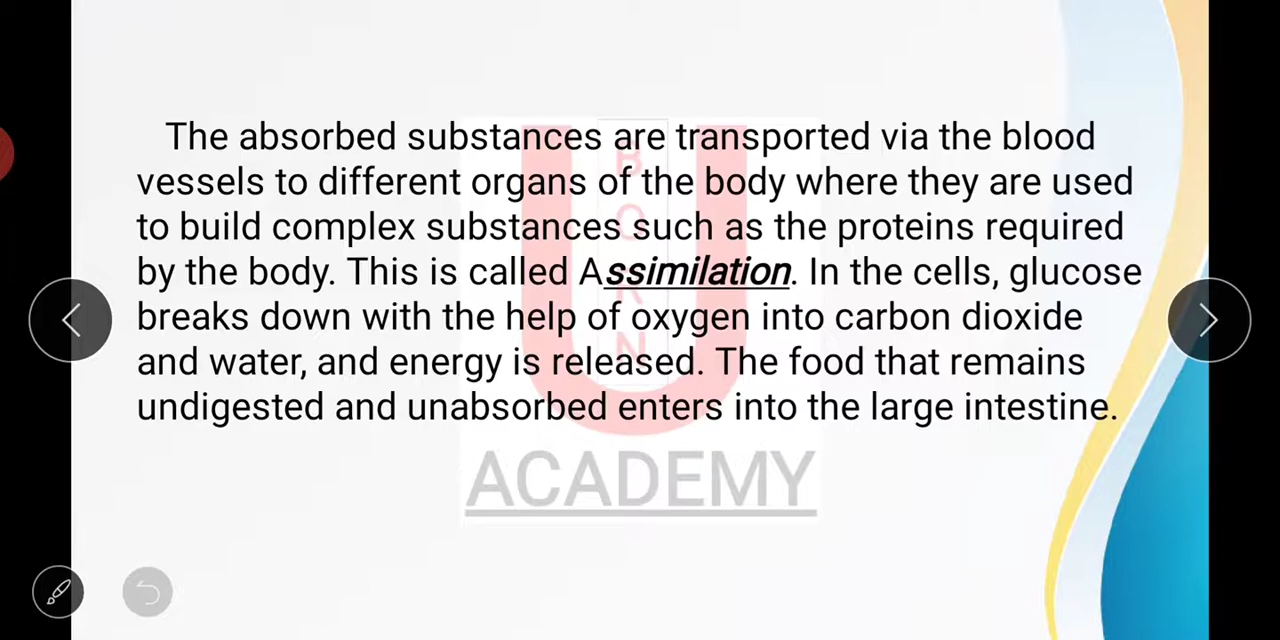 The absorbed substances are transported via the blood
vessels to different organs of the body where they are used
to build complex substances such as the proteins required
by the body. This is called Assimilation. In the cells, glucose
breaks down with the help of oxygen into carbon dioxide
and water, and energy is released. The food that remains
undigested and unabsorbed enters into the large intestine.
U
BORN
ACADEMY